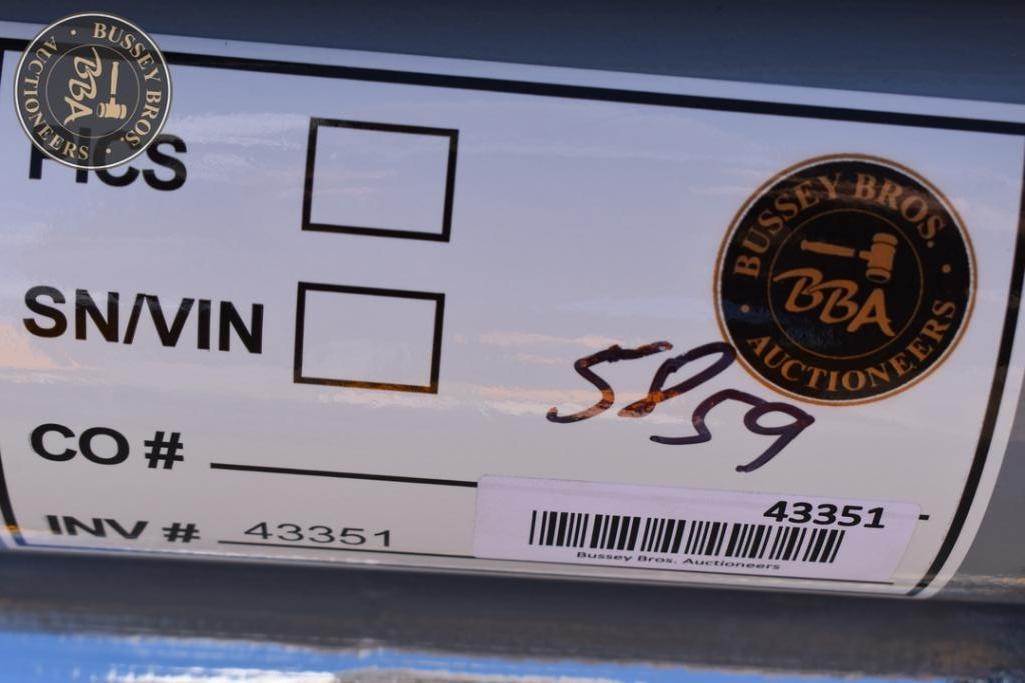 BUSSEY BROS.
AUCTIONEERS
BBA
PICS
BUSSEY BROS.
BBA
AUCTIONEERS
SN/VIN
5859
CO #
43351
INV # 43351
Bussey Bros. Auctioneers